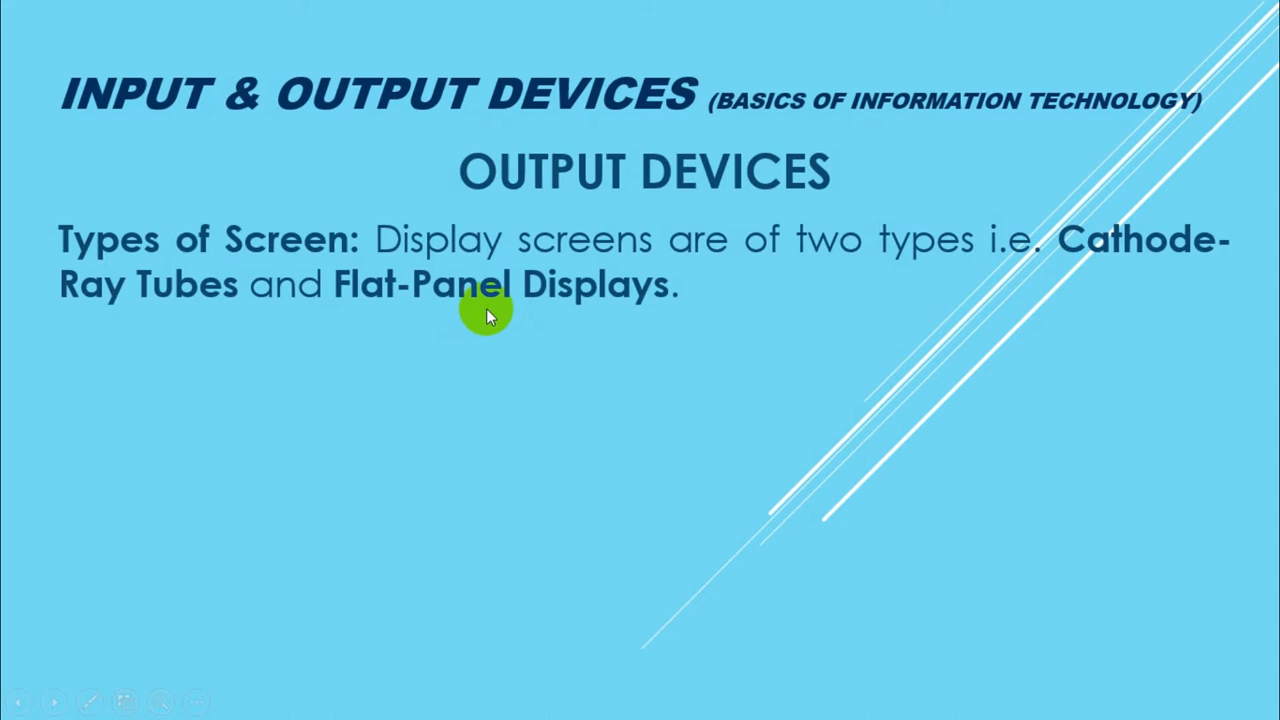 INPUT & OUTPUT DEVICES (BASICS OF INFORMATION TECHNOLOGY)
OUTPUT DEVICES
Types of Screen: Display screens are of two types i.e. Cathode-
Ray Tubes and Flat-Panel Displays.